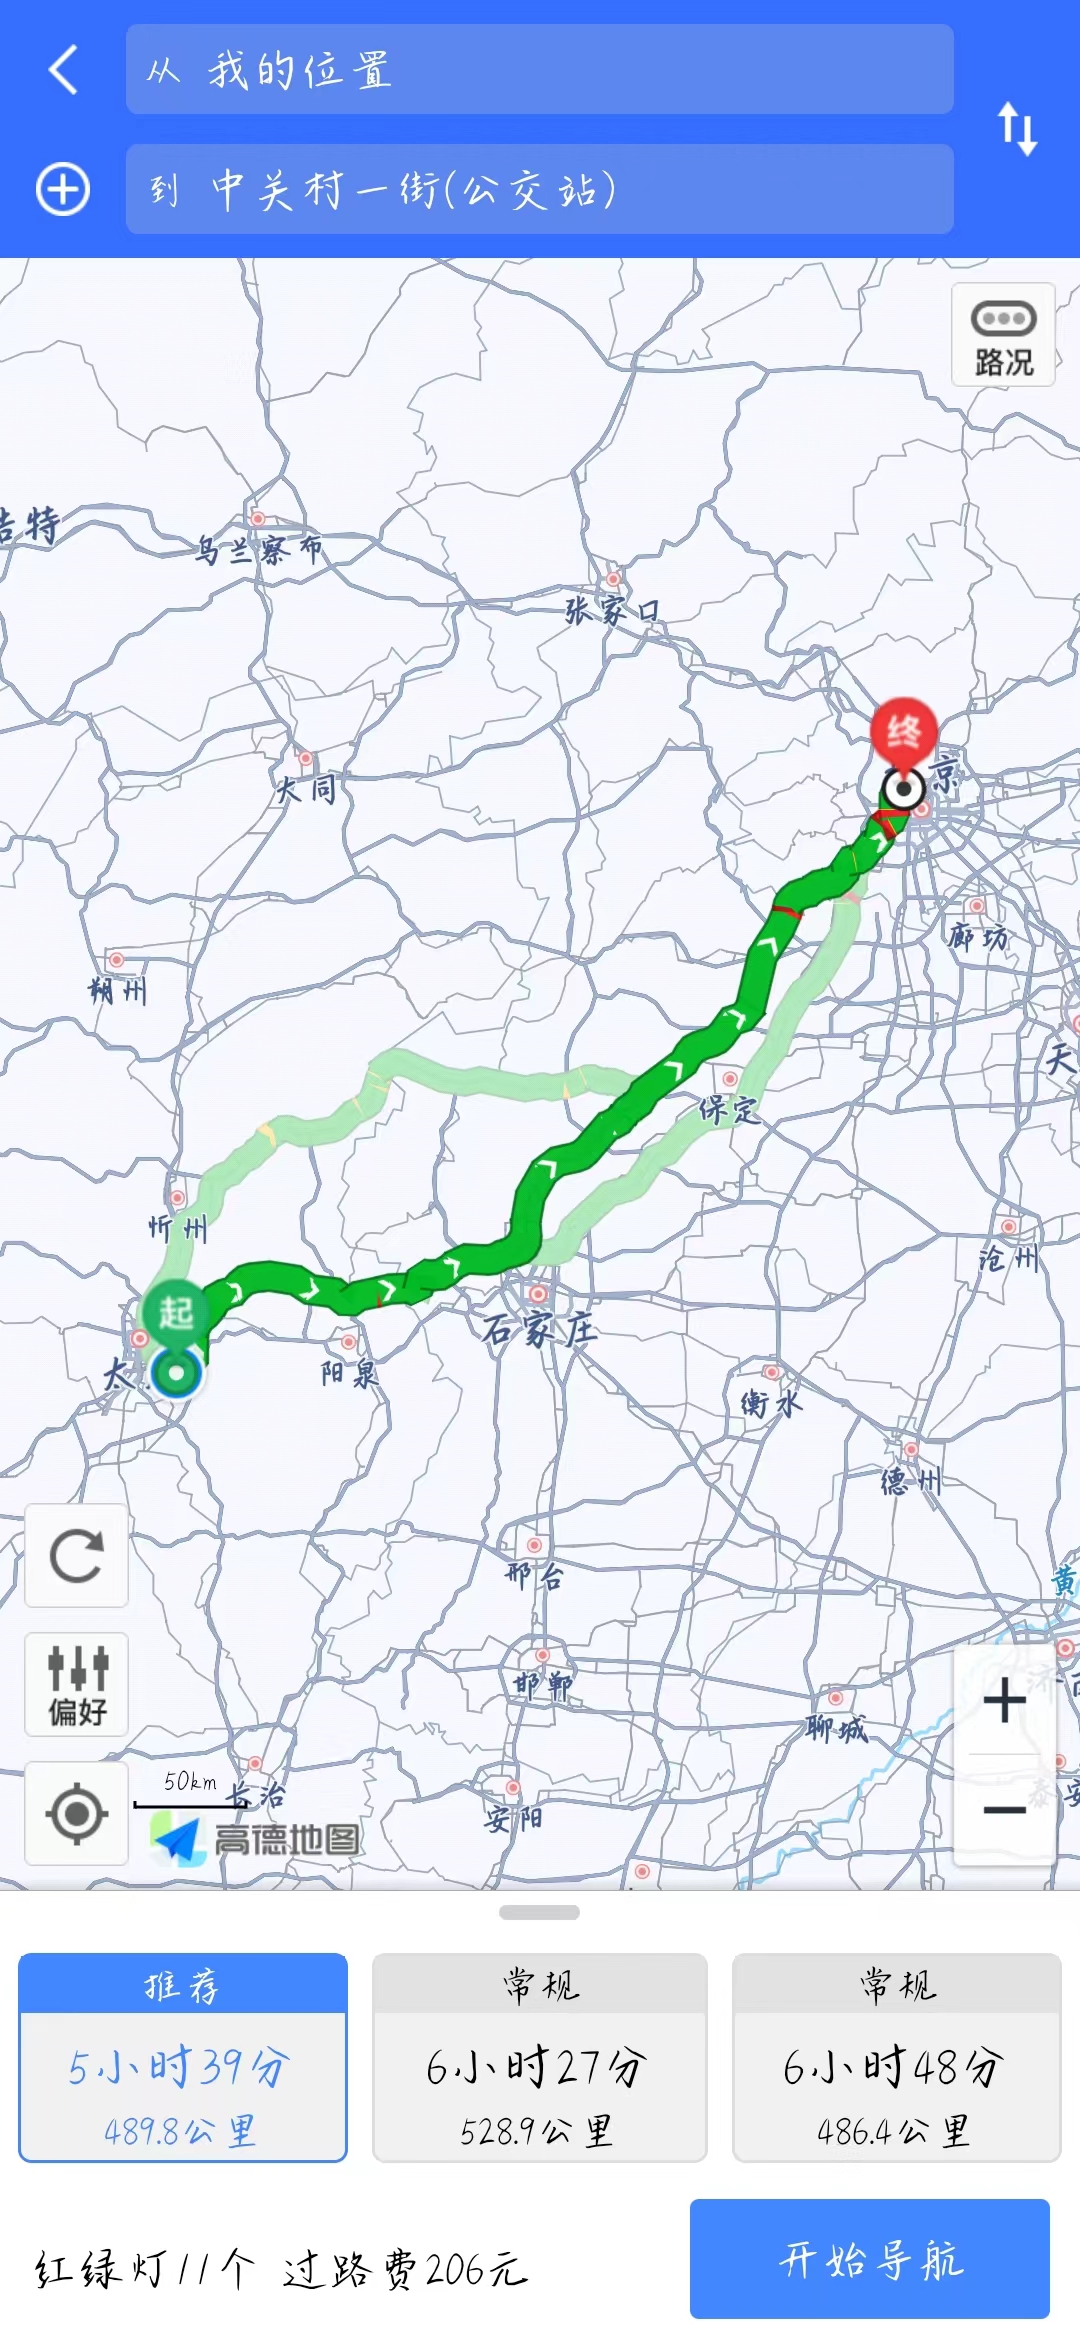 从 我的位置
到 中关村一街(公交站)
路况
浩特
乌兰察布
张家口
终
京
大同
廊坊
朔州
天
保定
忻州
沧州
起
石家庄
太
阳泉
衡水
德州
邢台
黄
偏好
邯郸
济南
聊城
50km
长治
泰安
安阳
高德地图
推荐
常规
常规
5小时39分
6小时27分
6小时48分
489.8公里
528.9公里
486.4公里
红绿灯11个 过路费206元
开始导航